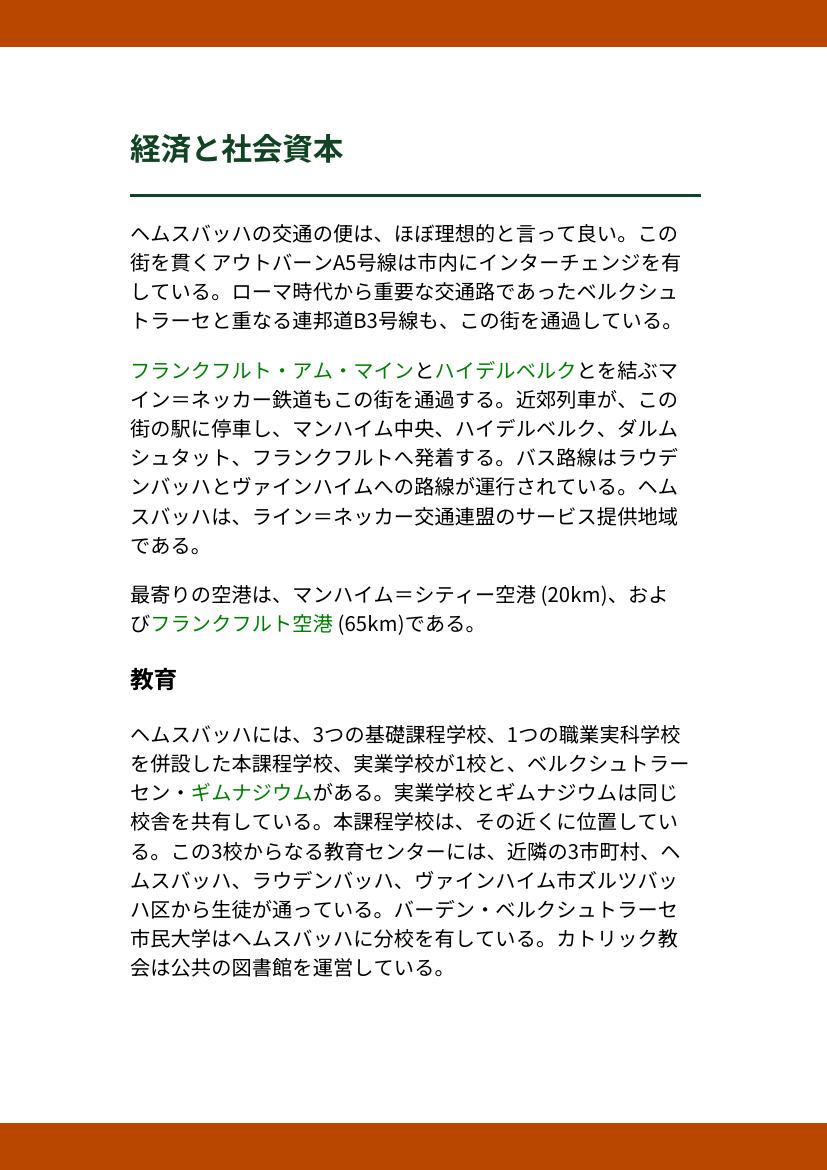 経済と社会資本
ヘムスバッハの交通の便は、ほぼ理想的と言って良い。この
街を貫くアウトバーンA5号線は市内にインターチェンジを有
している。ローマ時代から重要な交通路であったベルクシュ
トラーセと重なる連邦道B3号線も、この街を通過している。
フランクフルト・アム・マインとハイデルベルクとを結ぶマ
イン＝ネッカー鉄道もこの街を通過する。近郊列車が、この
街の駅に停車し、マンハイム中央、ハイデルベルク、ダルム
シュタット、フランクフルトへ発着する。バス路線はラウデ
ンバッハとヴァインハイムへの路線が運行されている。ヘム
スバッハは、ライン＝ネッカー交通連盟のサービス提供地域
である。
最寄りの空港は、マンハイム＝シティー空港 (20km)、およ
びフランクフルト空港 (65km)である。
教育
ヘムスバッハには、3つの基礎課程学校、1つの職業実科学校
を併設した本課程学校、実業学校が1校と、ベルクシュトラー
セン・ギムナジウムがある。実業学校とギムナジウムは同じ
校舎を共有している。本課程学校は、その近くに位置してい
る。この3校からなる教育センターには、近隣の3市町村、ヘ
ムスバッハ、ラウデンバッハ、ヴァインハイム市ズルツバッ
ハ区から生徒が通っている。バーデン・ベルクシュトラーセ
市民大学はヘムスバッハに分校を有している。カトリック教
会は公共の図書館を運営している。